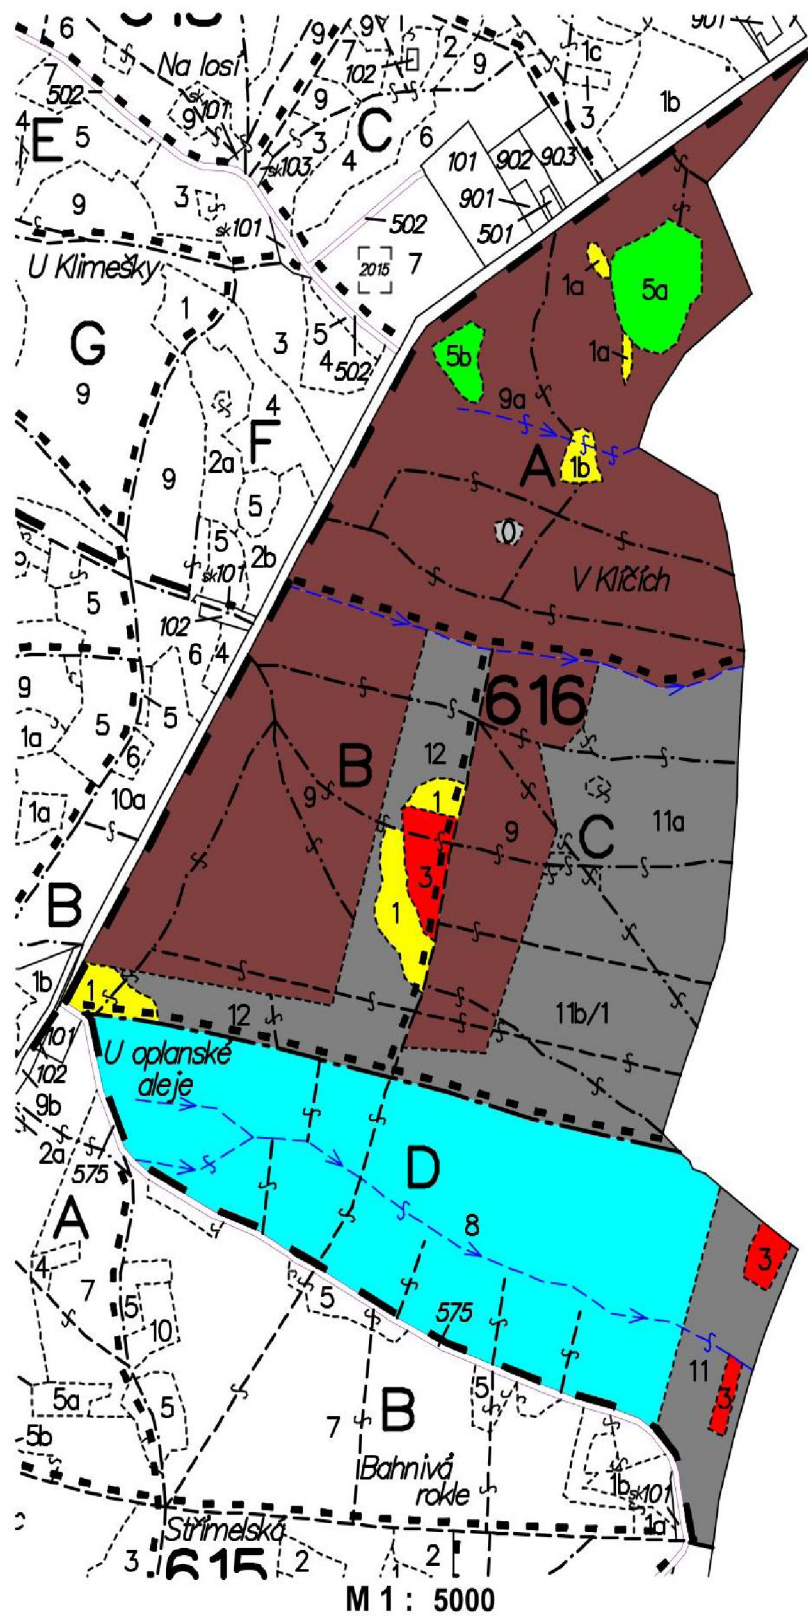 6
9
9
901
Na losí
7
102
2
9
1c
7
502
sk101
9
9
3
1b
4
E
5
3
C
6
4
101
902
903
sk103
9
3
901
sk101
502
501
U Klimešky
2015
7
1a
5a
1
3
5
G
4
502
5b
1a
9
4
9a
F
2a
A
1b
9
5
0
5
2b
V Klíčích
5
sk101
102
6
4
616
9
5
5
12
B
1a
6
9
1
11a
1a
10a
9
C
3
1
B
1b
1
12
11b/1
101
U oplanské
aleje
102
9b
2a
D
575
8
A
3
4
7
5
5
575
10
11
3
5a
5
5
B
5b
7
Bahnivá
rokle
1b
sk101
1a
Střimelská
3
615
2
2
M 1 : 5000